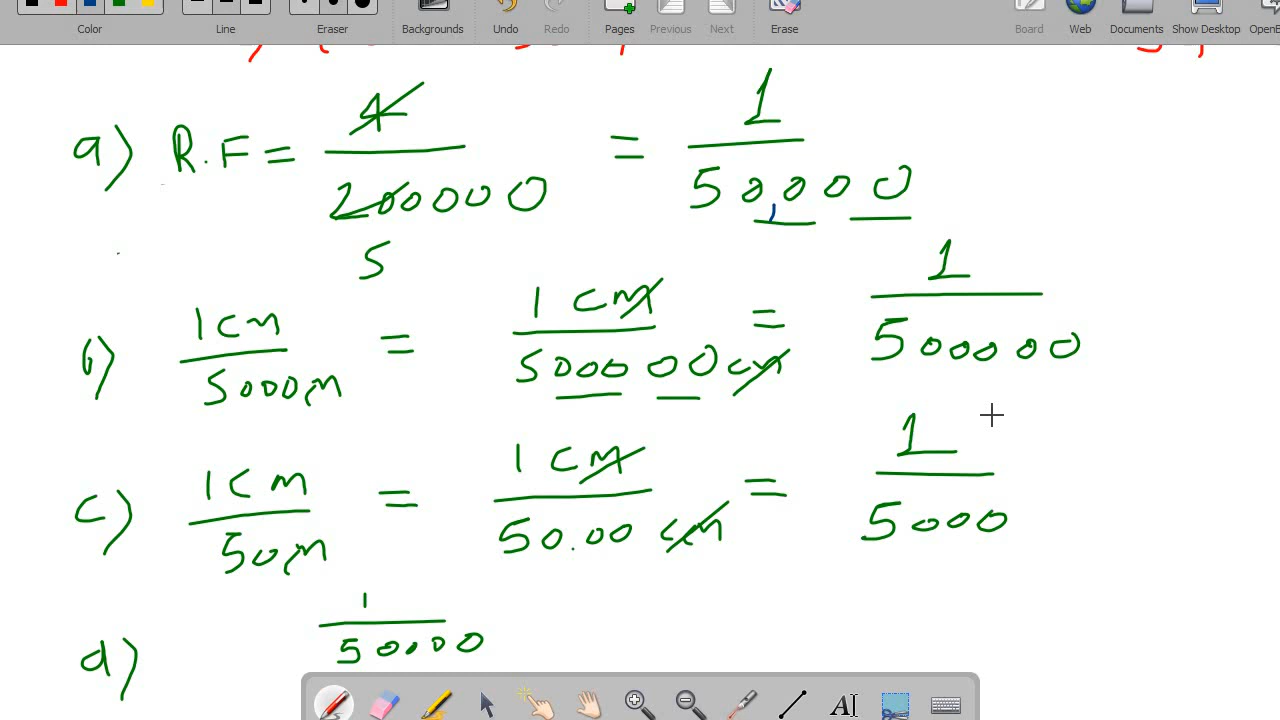 Color Line Eraser Backgrounds Undo Redo Pages Previous Next Erase Board Web Documents Show Desktop
a) R.F = 4/200000 = 1/50,000
5
b) 1cm/5000m = 1 cm/500000 cm = 1/500000
c) 1cm/50m = 1 cm/50.00 cm = 1/5000
d) 1/50000